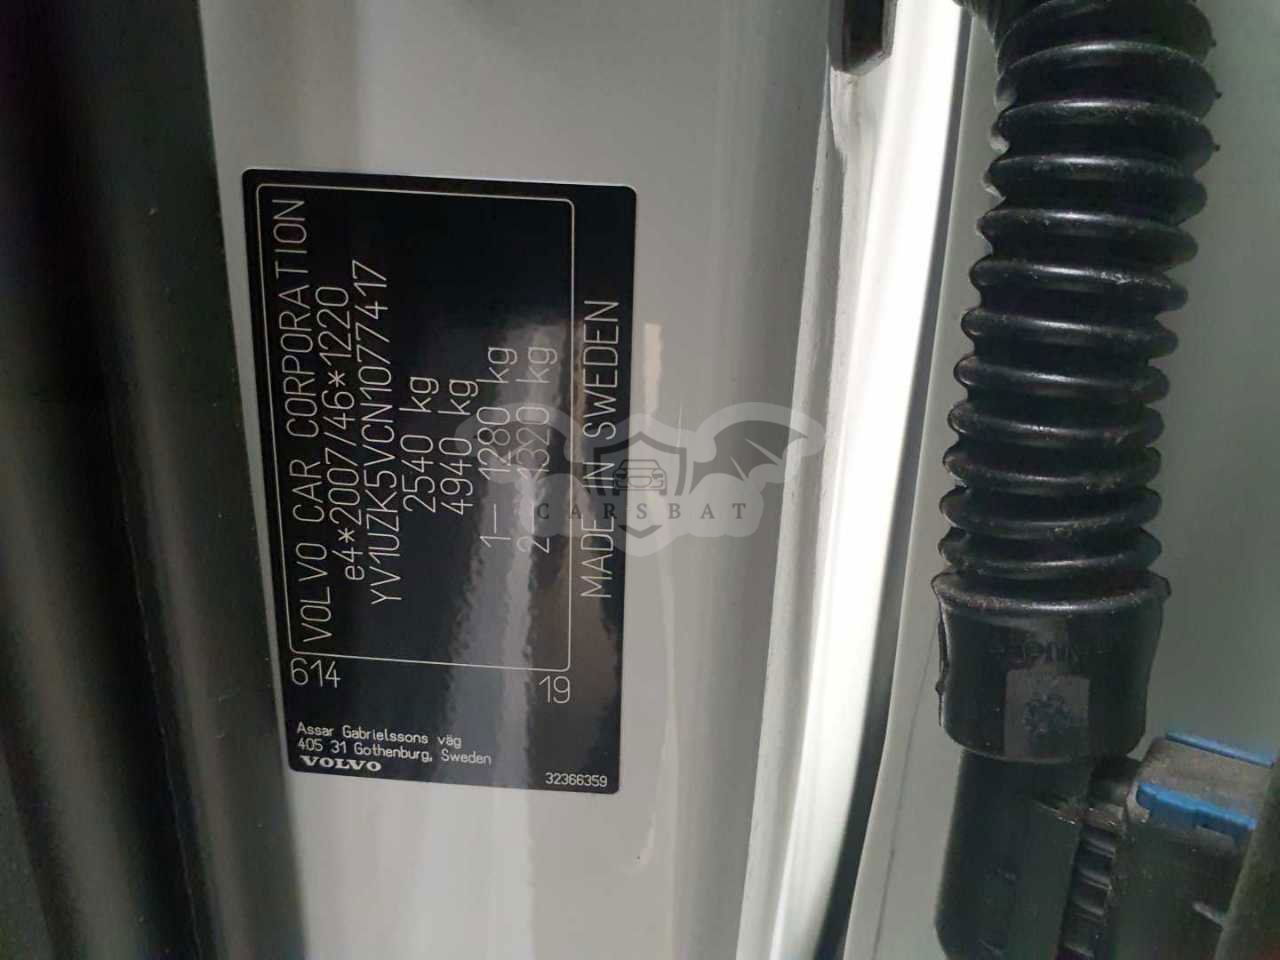 VOLVO CAR CORPORATION
e4*2007/46*1220
YV1UZK5VCN1077417
2540 kg
4940 kg
1- 1280 kg
2- 1320 kg
614
19
MADE IN SWEDEN
Assar Gabrielssons väg
405 31 Gothenburg, Sweden
VOLVO
32366359
CARSBAT